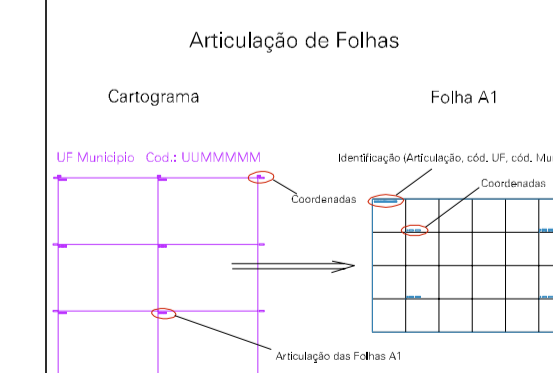 Articulação de Folhas
Cartograma
Folha A1
UF Municipio Cod.: UUMMMMM
Identificação (Articulação, cód. UF, cód. Mu
Coordenadas
Coordenadas
Articulação das Folhas A1